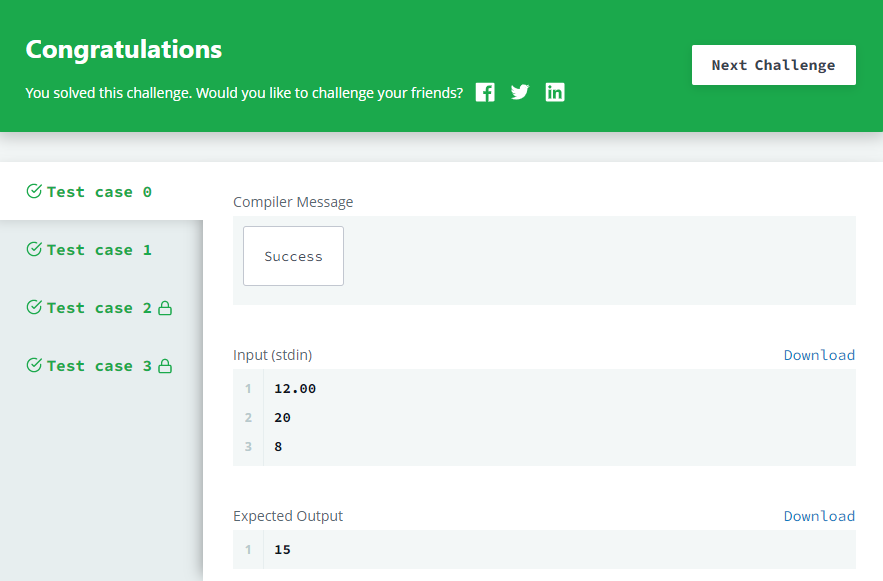 Congratulations
You solved this challenge. Would you like to challenge your friends?
Next Challenge
Test case 0
Test case 1
Test case 2
Test case 3
Compiler Message
Success
Input (stdin)
Download
1 12.00
2 20
3 8
Expected Output
Download
1 15